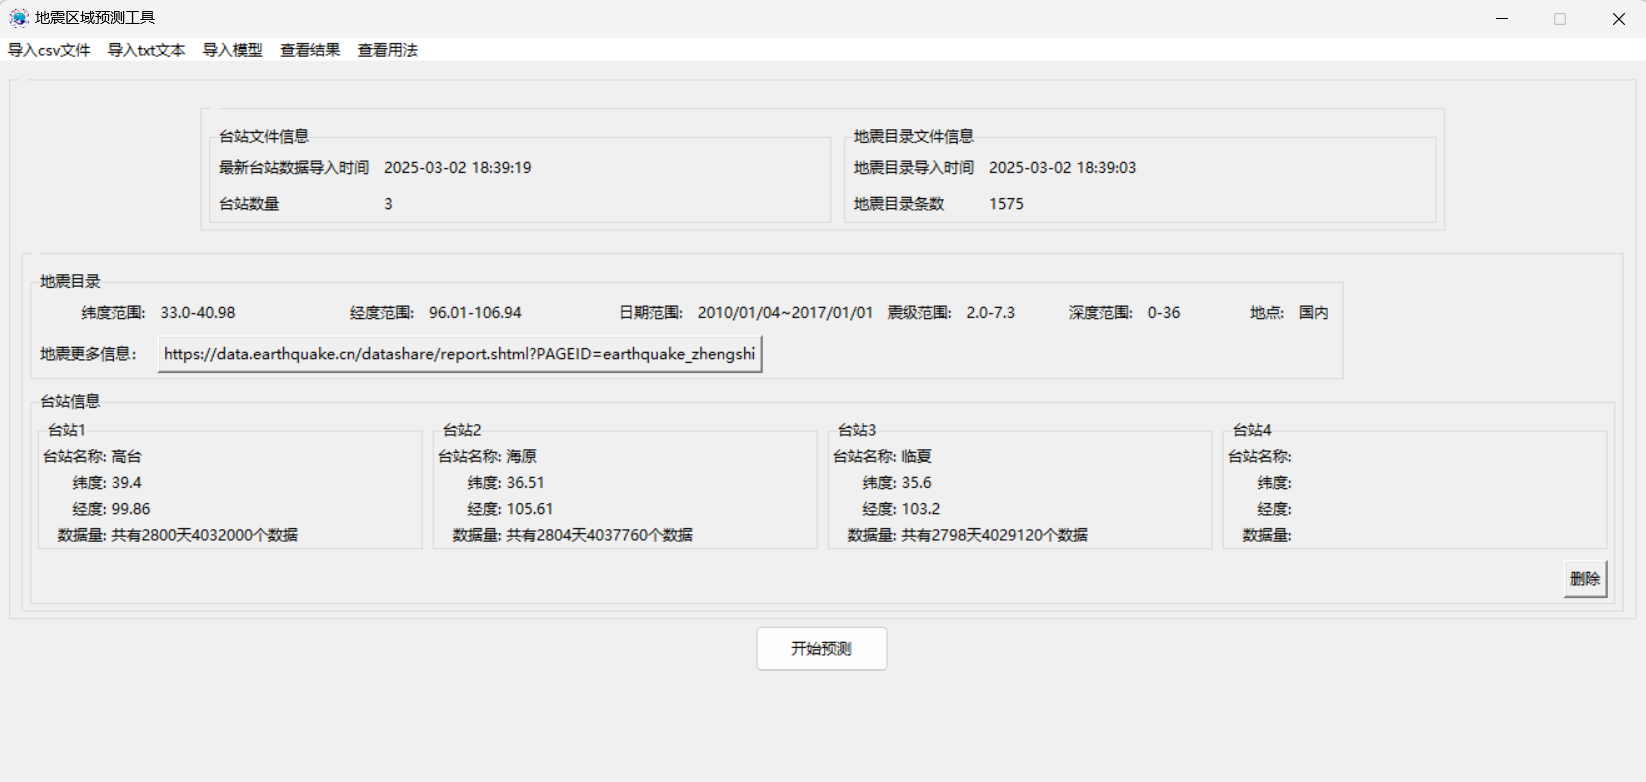 地震区域预测工具
导入csv文件 导入txt文本 导入模型 查看结果 查看用法
台站文件信息
最新台站数据导入时间 2025-03-02 18:39:19
台站数量 3
地震目录文件信息
地震目录导入时间 2025-03-02 18:39:03
地震目录条数 1575
地震目录
纬度范围: 33.0-40.98 经度范围: 96.01-106.94 日期范围: 2010/01/04~2017/01/01 震级范围: 2.0-7.3 深度范围: 0-36 地点: 国内
地震更多信息: https://data.earthquake.cn/datashare/report.shtml?PAGEID=earthquake_zhengshi
台站信息
台站1
台站名称: 高台
纬度: 39.4
经度: 99.86
数据量: 共有2800天4032000个数据
台站2
台站名称: 海原
纬度: 36.51
经度: 105.61
数据量: 共有2804天4037760个数据
台站3
台站名称: 临夏
纬度: 35.6
经度: 103.2
数据量: 共有2798天4029120个数据
台站4
台站名称:
纬度:
经度:
数据量:
删除
开始预测